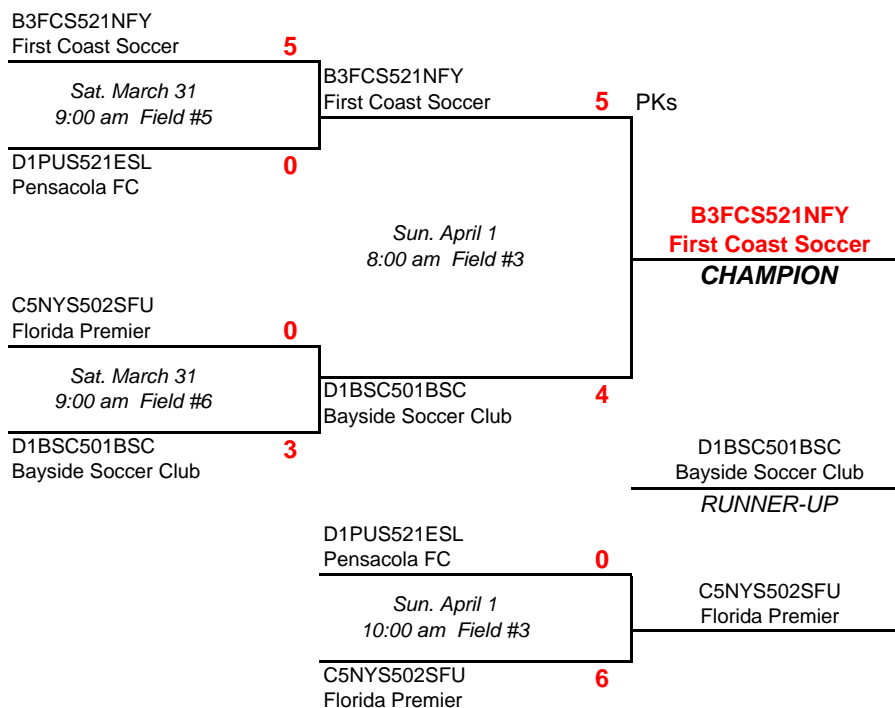 B3FCS521NFY
First Coast Soccer 5
Sat. March 31
9:00 am Field #5
D1PUS521ESL
Pensacola FC 0
B3FCS521NFY
First Coast Soccer 5 PKs
Sun. April 1
8:00 am Field #3
B3FCS521NFY
First Coast Soccer
CHAMPION
C5NYS502SFU
Florida Premier 0
Sat. March 31
9:00 am Field #6
D1BSC501BSC
Bayside Soccer Club 3
D1BSC501BSC
Bayside Soccer Club 4
D1BSC501BSC
Bayside Soccer Club
RUNNER-UP
D1PUS521ESL
Pensacola FC 0
Sun. April 1
10:00 am Field #3
C5NYS502SFU
Florida Premier 6
C5NYS502SFU
Florida Premier